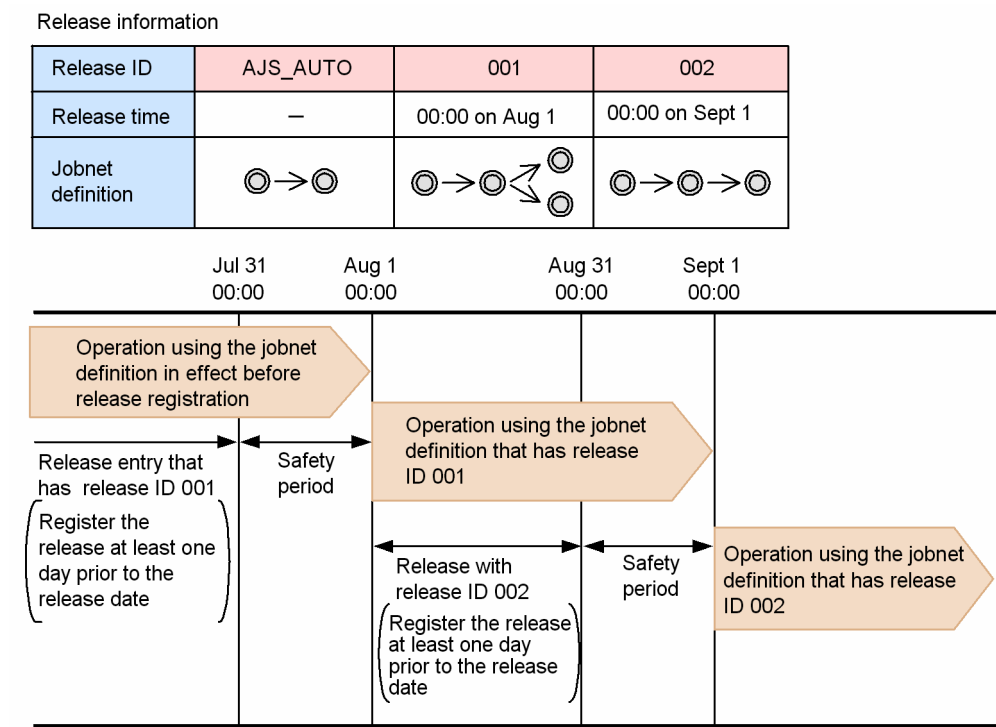 Release information
Release ID
AJS_AUTO
001
002
Release time
–
00:00 on Aug 1
00:00 on Sept 1
Jobnet
definition
Jul 31
00:00
Aug 1
00:00
Aug 31
00:00
Sept 1
00:00
Operation using the jobnet
definition in effect before
release registration
Operation using the jobnet
definition that has release
ID 001
Release entry that
has release ID 001
Register the
release at least one
day prior to the
release date
Safety
period
Release with
release ID 002
Register the release
at least one day
prior to the release
date
Safety
period
Operation using the jobnet
definition that has release
ID 002